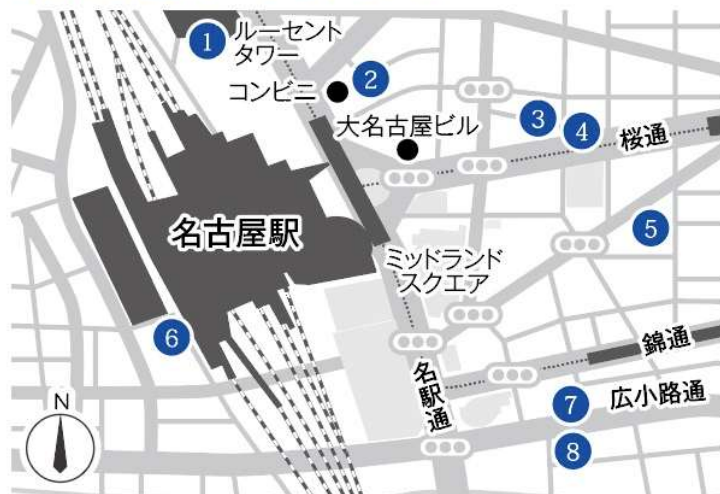 1
ルーセント
タワー
コンビニ
2
大名古屋ビル
3
4
桜通
名古屋駅
ミッドランド
スクエア
5
6
錦通
名駅通
7
広小路通
8
N